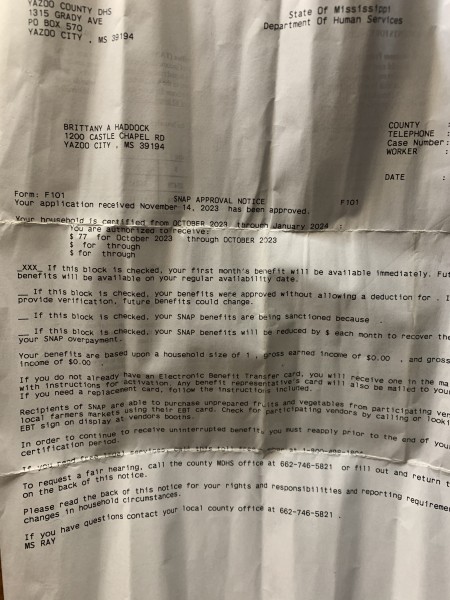 YAZOO COUNTY DHS
1315 GRADY AVE
PO BOX 570
YAZOO CITY , MS 39194
State Of Mississippi
Department Of Human Services
BRITTANY A HADDOCK
1200 CASTLE CHAPEL RD
YAZOO CITY , MS 39194
COUNTY :
TELEPHONE :
Case Number:
WORKER :
DATE :
Form: F101 SNAP APPROVAL NOTICE F101
Your application received November 14, 2023 has been approved.
Your household is certified from OCTOBER 2023 through January 2024 :
You are authorized to receive:
$ 77 for October 2023 through OCTOBER 2023
$ for through
$ for through
_XXX_ If this block is checked, your first month's benefit will be available immediately. Fut
benefits will be available on your regular availability date.
__ If this block is checked, your benefits were approved without allowing a deduction for . I
provide verification, future benefits could change.
__ If this block is checked, your SNAP benefits are being sanctioned because .
__ If this block is checked, your SNAP benefits will be reduced by $ each month to recover the
your SNAP overpayment.
Your benefits are based upon a household size of 1 , gross earned income of $0.00 , and gross
income of $0.00 .
If you do not already have an Electronic Benefit Transfer card, you will receive one in the ma
with instructions for activation. Any benefit representative's card will also be mailed to your
If you need a replacement card, follow the instructions included.
Recipients of SNAP are able to purchase unprepared fruits and vegetables from participating ven
local farmers markets using their EBT card. Check for participating vendors by calling or looki
EBT sign on display at vendors booths.
In order to continue to receive uninterrupted benefits, you must reapply prior to the end of your
certification period.
If you need
To request a fair hearing, call the county MDHS office at 662-746-5821 or fill out and return t
on the back of this notice.
Please read the back of this notice for your rights and responsibilities and reporting requireme
changes in household circumstances.
If you have questions contact your local county office at 662-746-5821 .
MS RAY